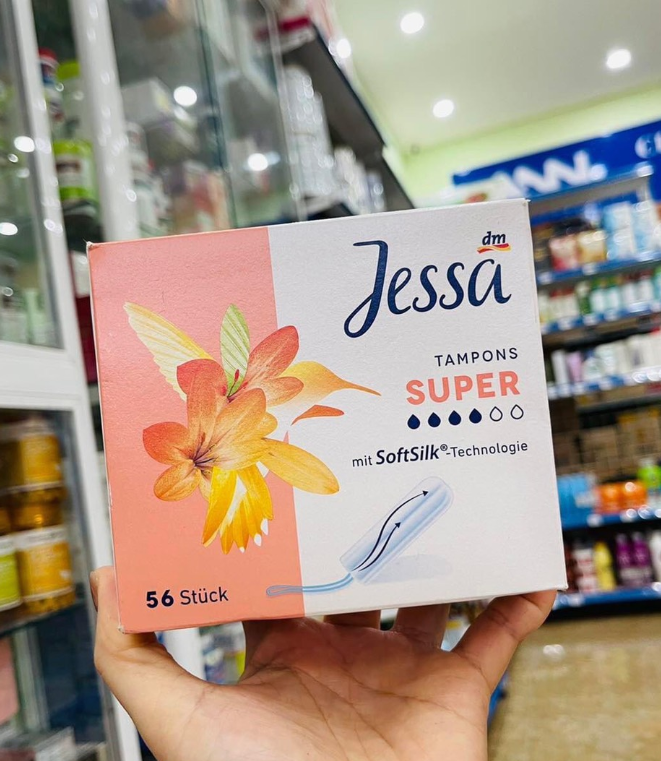 dm
Jessa
TAMPONS
SUPER
mit SoftSilk®-Technologie
56 Stück